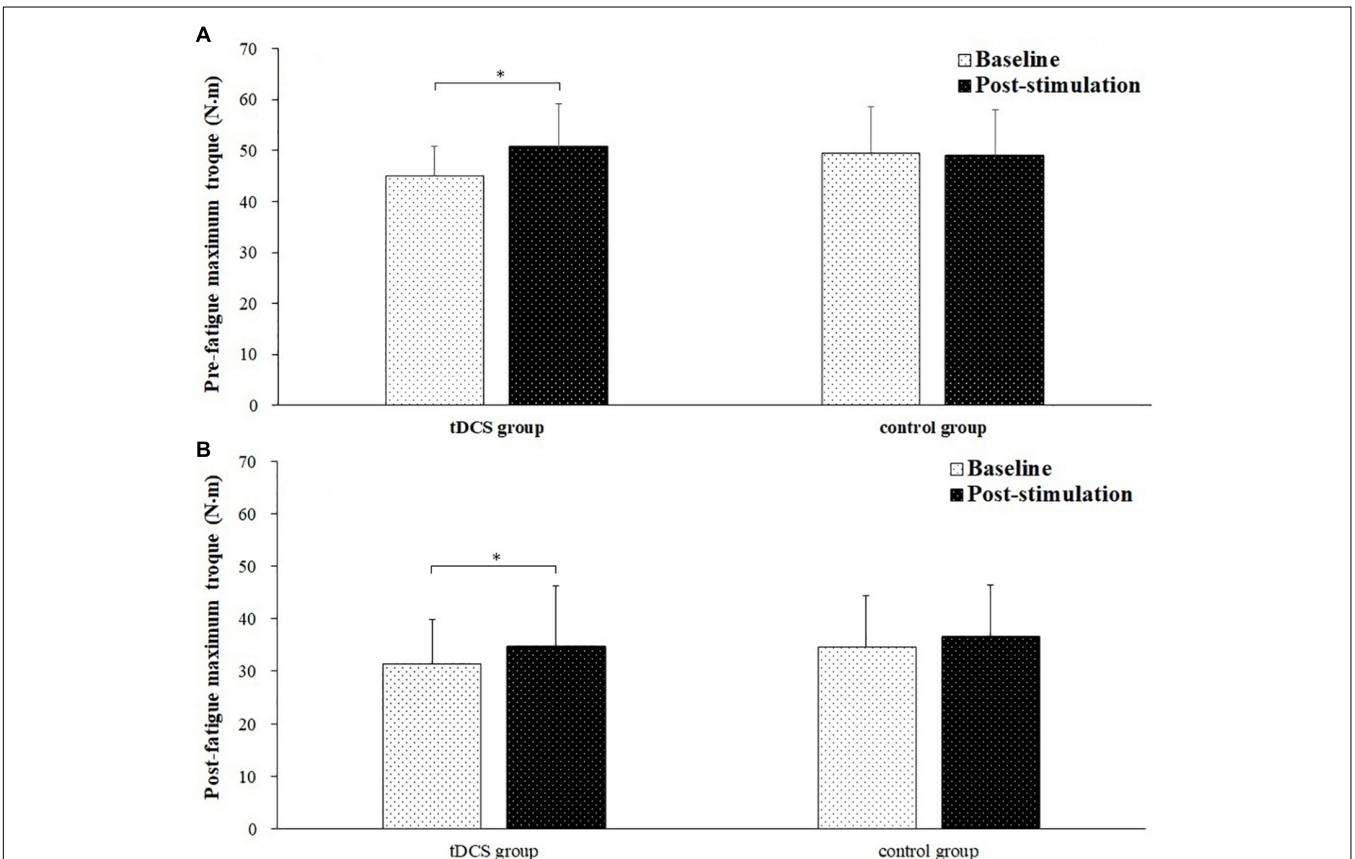 A
Pre-fatigue maximum troque (N·m)
70
60
50
40
30
20
10
0
*
Baseline
Post-stimulation
tDCS group
control group
B
Post-fatigue maximum troque (N·m)
70
60
50
40
30
20
10
0
*
Baseline
Post-stimulation
tDCS group
control group